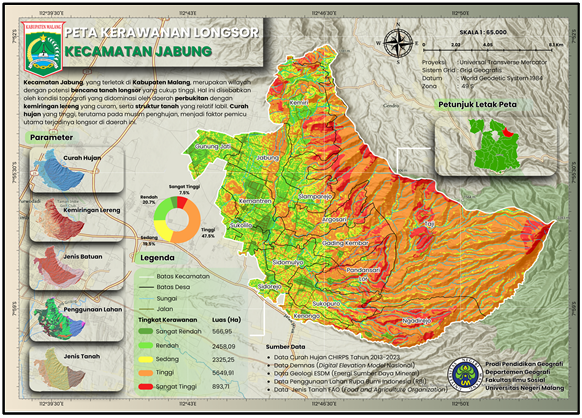 112°46'30"E
112°48'30"E
112°50'0"E
KABUPATEN MALANG
PETA KERAWANAN LONGSOR
KECAMATAN JABUNG
Kecamatan Jabung, yang terletak di Kabupaten Malang, merupakan wilayah
dengan potensi bencana tanah longsor yang cukup tinggi. Hal ini disebabkan
oleh kondisi topografi yang didominasi oleh daerah perbukitan dengan
kemiringan lereng yang curam, serta struktur tanah yang relatif labil. Curah
hujan yang tinggi, terutama pada musim penghujan, menjadi faktor pemicu
utama terjadinya longsor di daerah ini.
SKALA 1 : 65.000
0 2.02 4.06 6.1 Km
Proyeksi : Universal Transverse Mercator
Sistem Grid : Grid Geografis
Datum : World Geodetic System 1984
Zona : 49 S
Petunjuk Letak Peta
Parameter
Curah Hujan
Kemiringan Lereng
Jenis Batuan
Penggunaan Lahan
Jenis Tanah
Sangat Tinggi
7.5%
Rendah
20.7%
Sedang
19.5%
Tinggi
47.5%
Kemiri
Gunung Jati
Jabung
Slamparejo
Kemantren
Argosari
Taji
Sukolilo
Gading Kembar
Sidomulyo
Pandansari
Lor
Sidorejo
Sukopuro
Kenongo
Ngadirejo
Legenda
Batas Kecamatan
Batas Desa
Sungai
Jalan
Tingkat Kerawanan Luas (Ha)
Sangat Rendah 566,95
Rendah 2458,09
Sedang 2325,25
Tinggi 5649,91
Sangat Tinggi 893,71
Sumber Data
• Data Curah Hujan CHIRPS Tahun 2013-2023
• Data Demnas (Digital Elevation Model Nasional)
• Data Geologi ESDM (Energi Sumber Daya Mineral)
• Data Penggunaan Lahan Rupa Bumi Indonesia (RBI)
• Data Jenis Tanah FAO (Food and Agriculture Organization)
Prodi Pendidikan Geografi
Departemen Geografi
Fakultas Ilmu Sosial
Universitas Negeri Malang
112°46'30"E
112°48'30"E
112°50'0"E